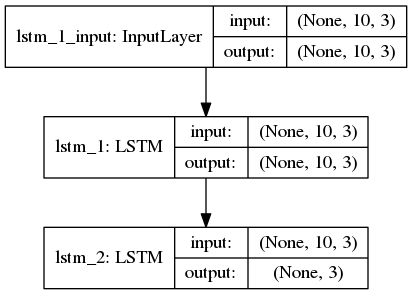 lstm_1_input: InputLayer
input: (None, 10, 3)
output: (None, 10, 3)
lstm_1: LSTM
input: (None, 10, 3)
output: (None, 10, 3)
lstm_2: LSTM
input: (None, 10, 3)
output: (None, 3)